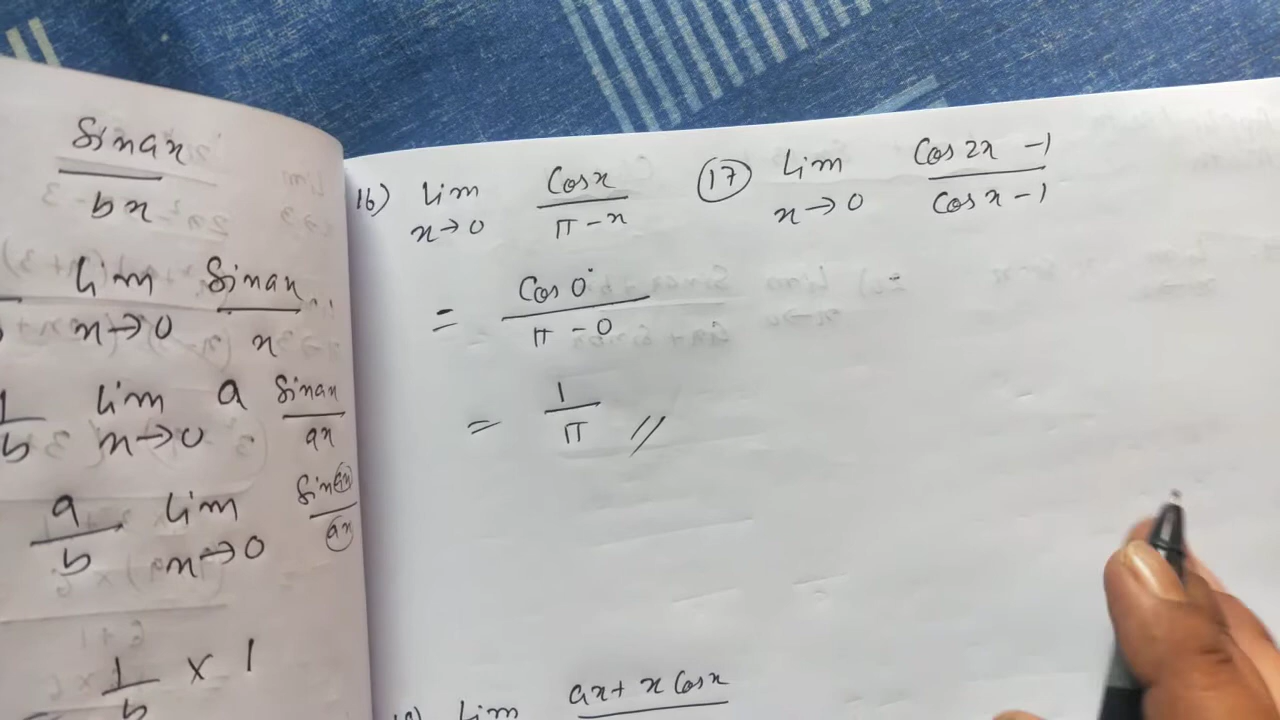 Sinax
bx
Lim Sinax
x→0 x
1 Lim a Sinax
b x→0 ax
a Lim Sinax
b x→0 ax
1 × 1
b
16) Lim Cosx
x→0 π-x
= Cos 0°
π - 0
= 1
π //
17 Lim Cos 2x - 1
x→0 Cos x - 1
Lim ax + x Cosx